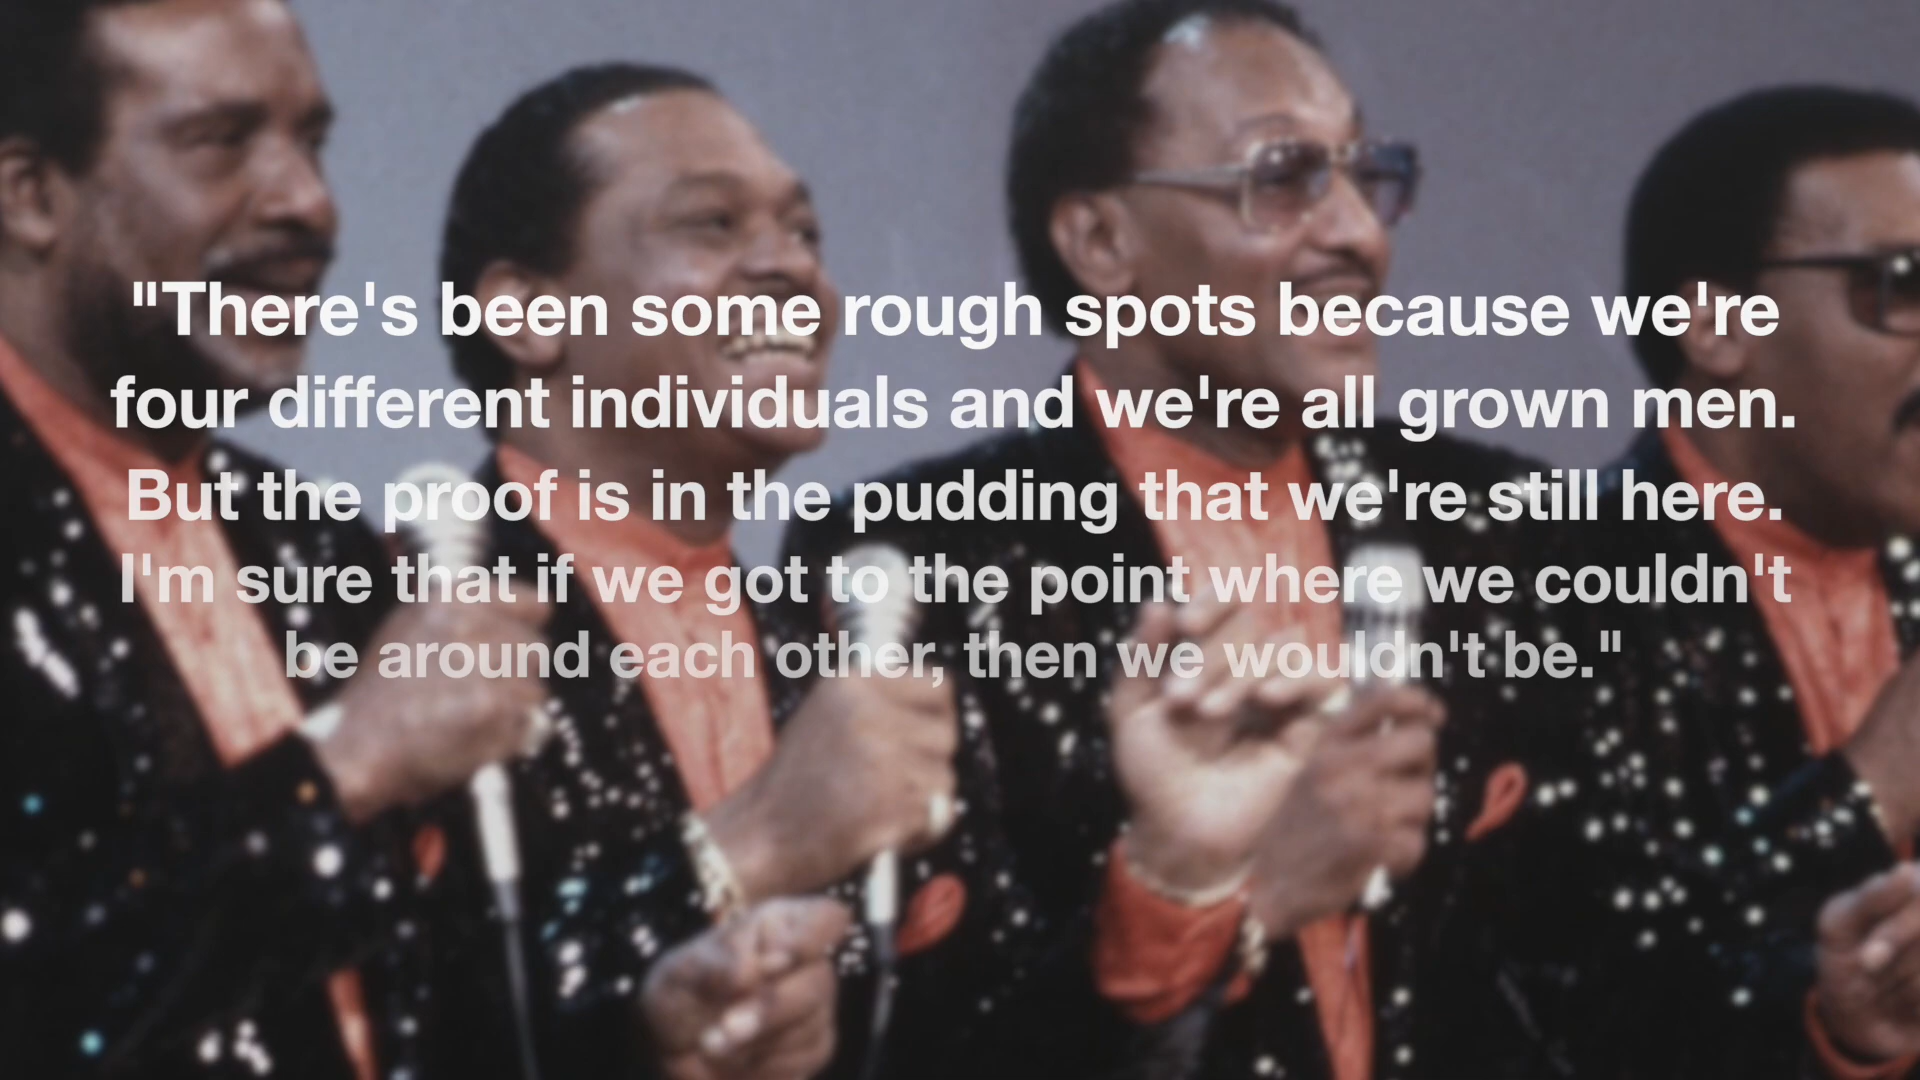 "There's been some rough spots because we're
four different individuals and we're all grown men.
But the proof is in the pudding that we're still here.
I'm sure that if we got to the point where we couldn't
be around each other, then we wouldn't be."